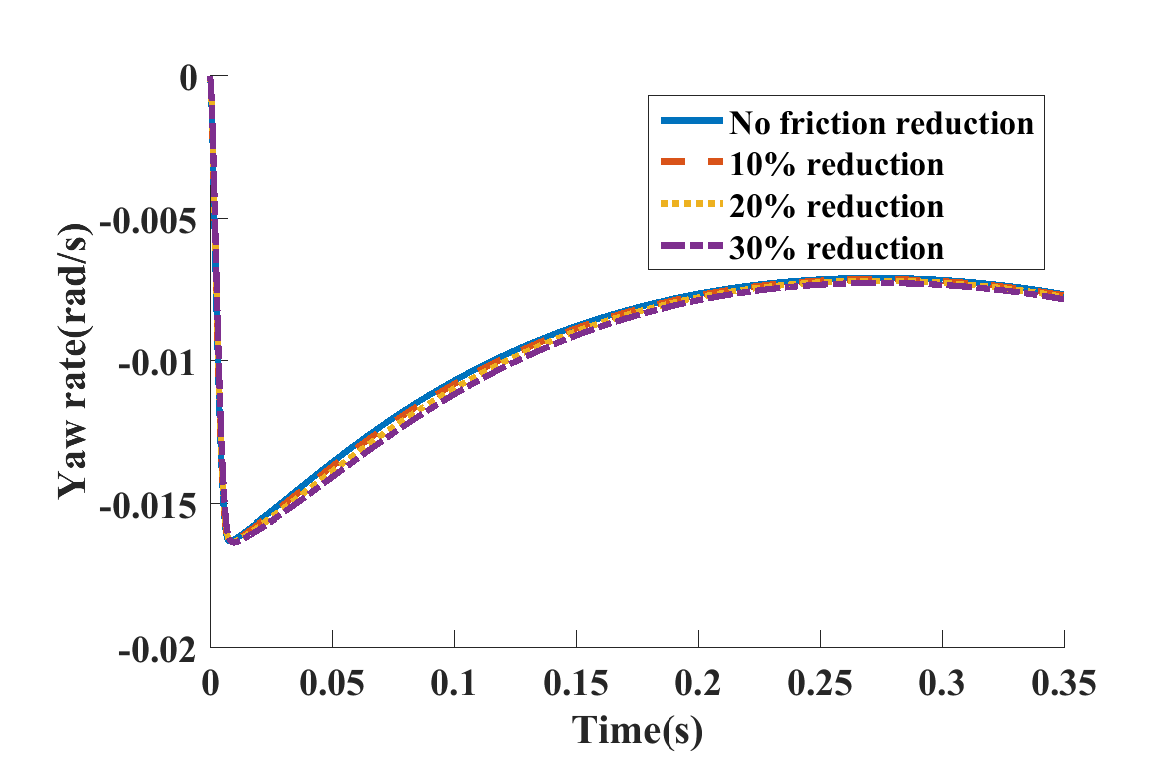 0
-0.005
-0.01
-0.015
-0.02
Yaw rate(rad/s)
No friction reduction
10% reduction
20% reduction
30% reduction
0 0.05 0.1 0.15 0.2 0.25 0.3 0.35
Time(s)